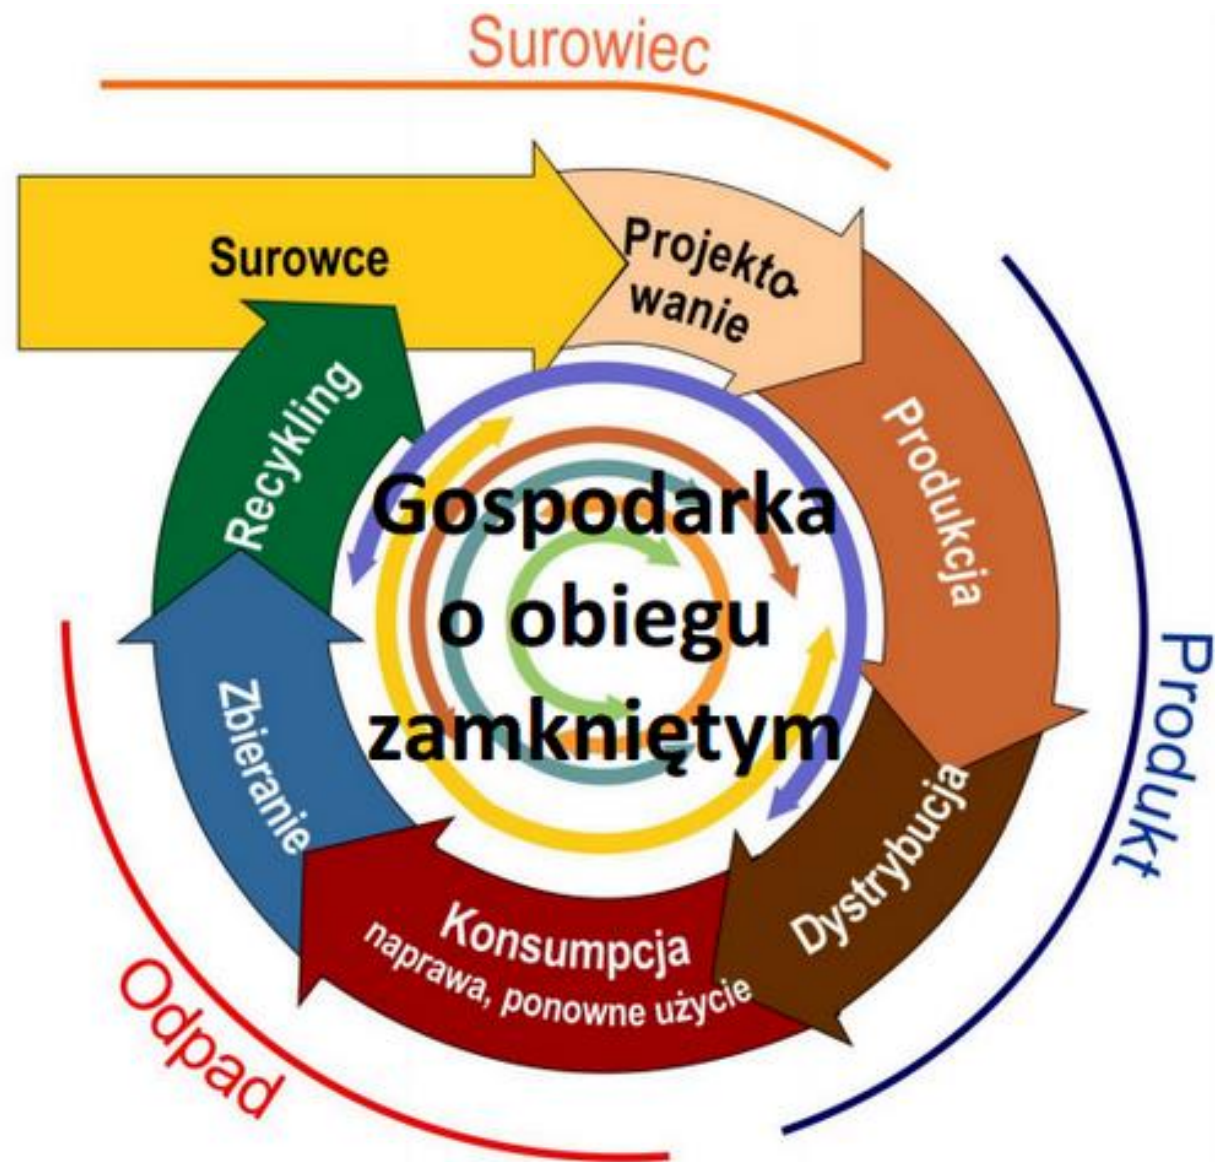 Surowiec
Surowce
Projekto-
wanie
Produkcja
Produkt
Dystrybucja
Konsumpcja
naprawa, ponowne użycie
Zbieranie
Odpad
Recykling
Gospodarka
o obiegu
zamkniętym